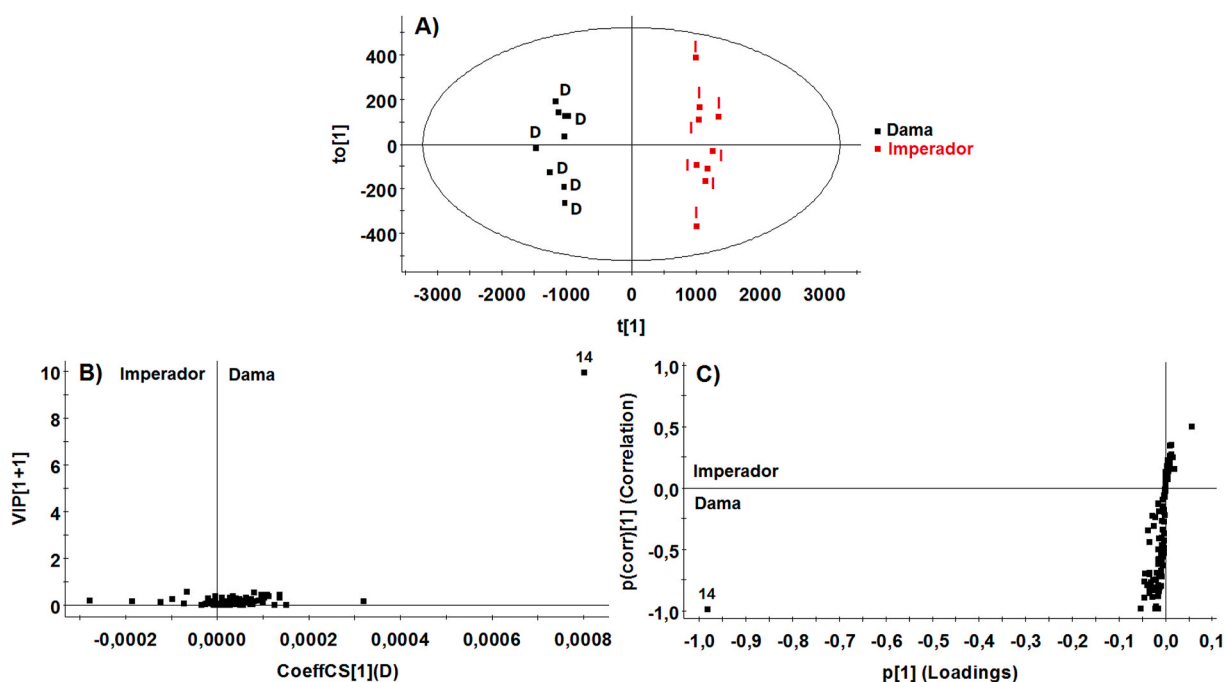 A)
to[1]
400
200
0
-200
-400
D
D
D
D
D
D
I
I
I
I
I
I
I
I
-3000
-2000
-1000
0
1000
2000
3000
t[1]
Dama
Imperador
B)
Imperador
Dama
14
VIP[1+1]
10
8
6
4
2
0
-0,0002
0,0000
0,0002
0,0004
0,0006
0,0008
CoeffCS[1](D)
C)
p(corr)[1] (Correlation)
1,0
0,5
0,0
-0,5
-1,0
Imperador
Dama
14
-1,0
-0,9
-0,8
-0,7
-0,6
-0,5
-0,4
-0,3
-0,2
-0,1
0,0
0,1
p[1] (Loadings)